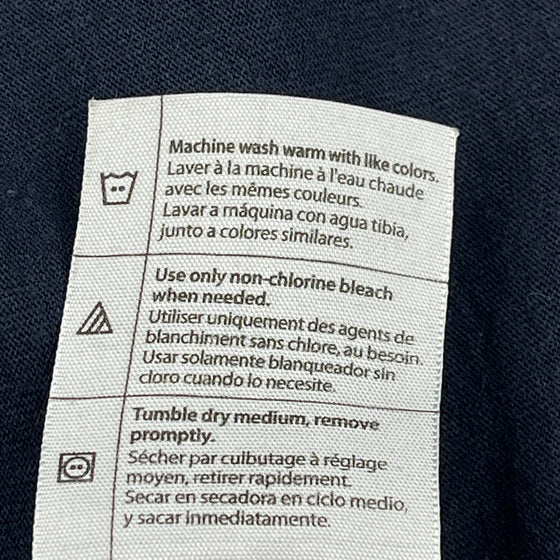 Machine wash warm with like colors.
Laver à la machine à l'eau chaude
avec les mêmes couleurs.
Lavar a máquina con agua tibia,
junto a colores similares.
Use only non-chlorine bleach
when needed.
Utiliser uniquement des agents de
blanchiment sans chlore, au besoin.
Usar solamente blanqueador sin
cloro cuando lo necesite.
Tumble dry medium, remove
promptly.
Sécher par culbutage à réglage
moyen, retirer rapidement.
Secar en secadora en ciclo medio,
y sacar inmediatamente.